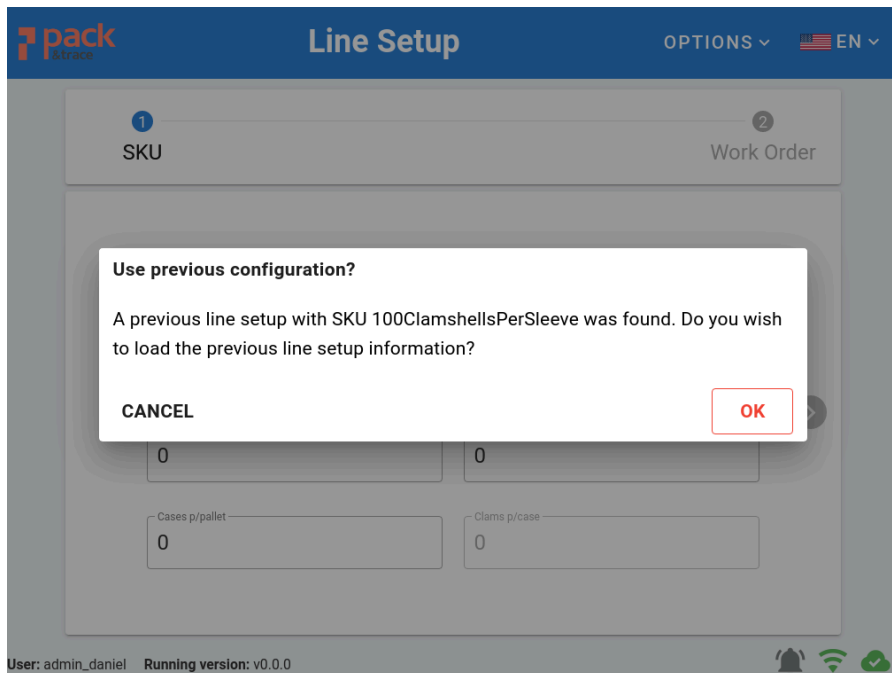 pack
&trace
Line Setup
OPTIONS
EN
1
2
SKU
Work Order
Use previous configuration?
A previous line setup with SKU 100ClamshellsPerSleeve was found. Do you wish
to load the previous line setup information?
CANCEL
OK
0
0
Cases p/pallet
Clams p/case
0
0
User: admin_daniel
Running version: v0.0.0